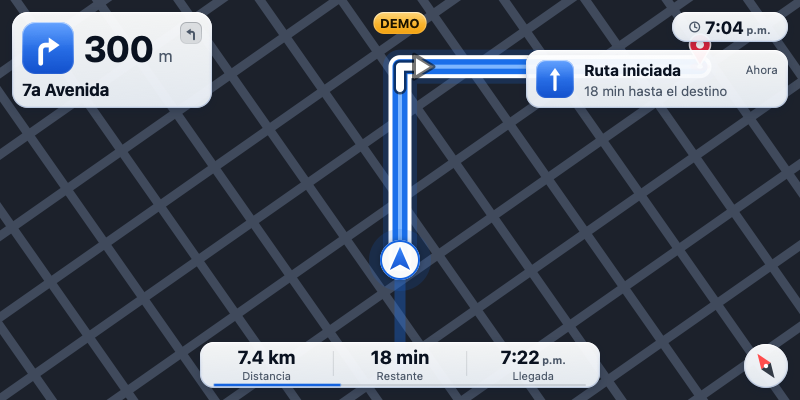 300 m
7a Avenida
DEMO
7:04 p.m.
Ruta iniciada
Ahora
18 min hasta el destino
7.4 km
Distancia
18 min
Restante
7:22 p.m.
Llegada